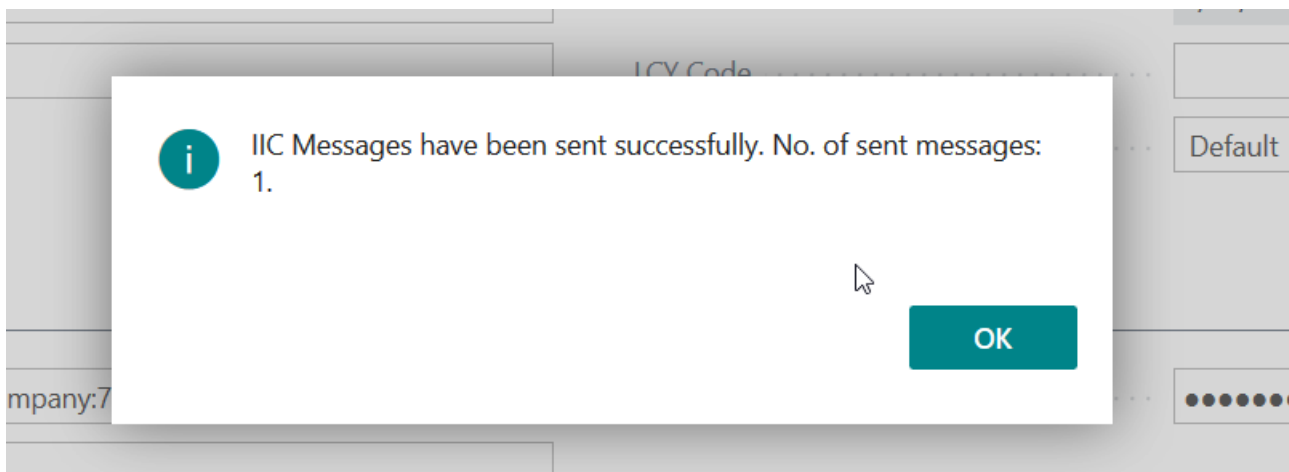 LCY Code
IIC Messages have been sent successfully. No. of sent messages:
1.
Default
OK
mpany:7